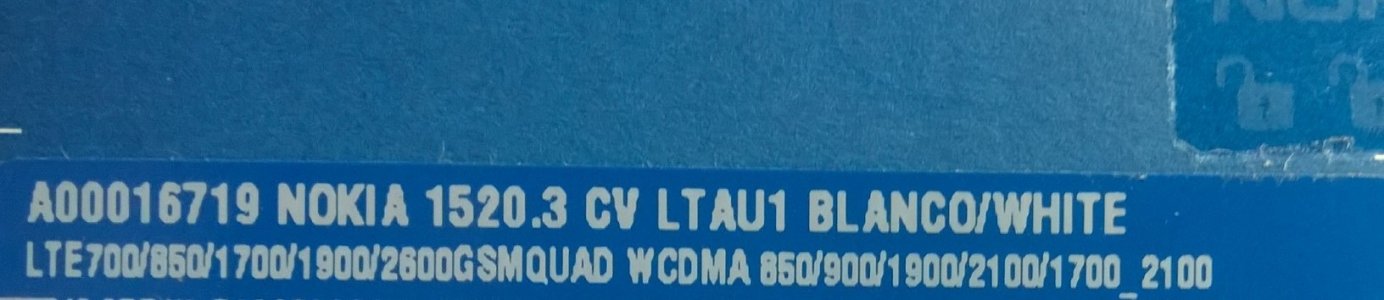 A00016719 NOKIA 1520.3 CV LTAU1 BLANCO/WHITE
LTE700/850/1700/1900/2600GSMQUAD WCDMA 850/900/1900/2100/1700_2100